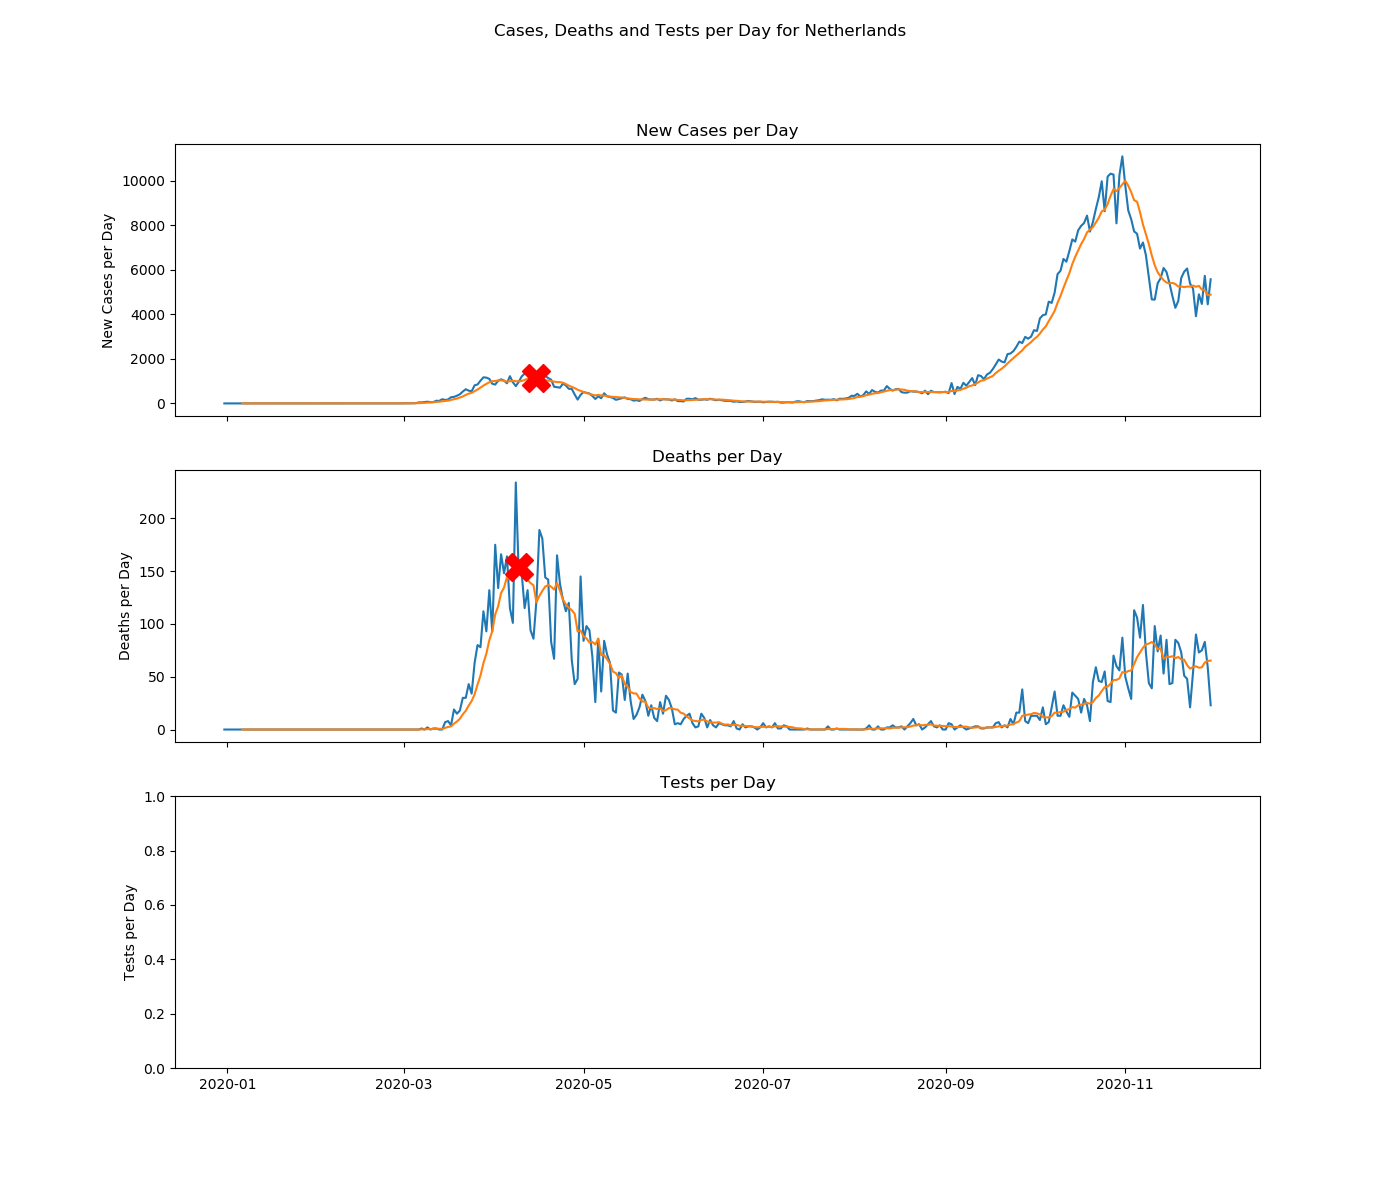 Cases, Deaths and Tests per Day for Netherlands
New Cases per Day
New Cases per Day
10000
8000
6000
4000
2000
0
Deaths per Day
Deaths per Day
200
150
100
50
0
Tests per Day
Tests per Day
1.0
0.8
0.6
0.4
0.2
0.0
2020-01 2020-03 2020-05 2020-07 2020-09 2020-11